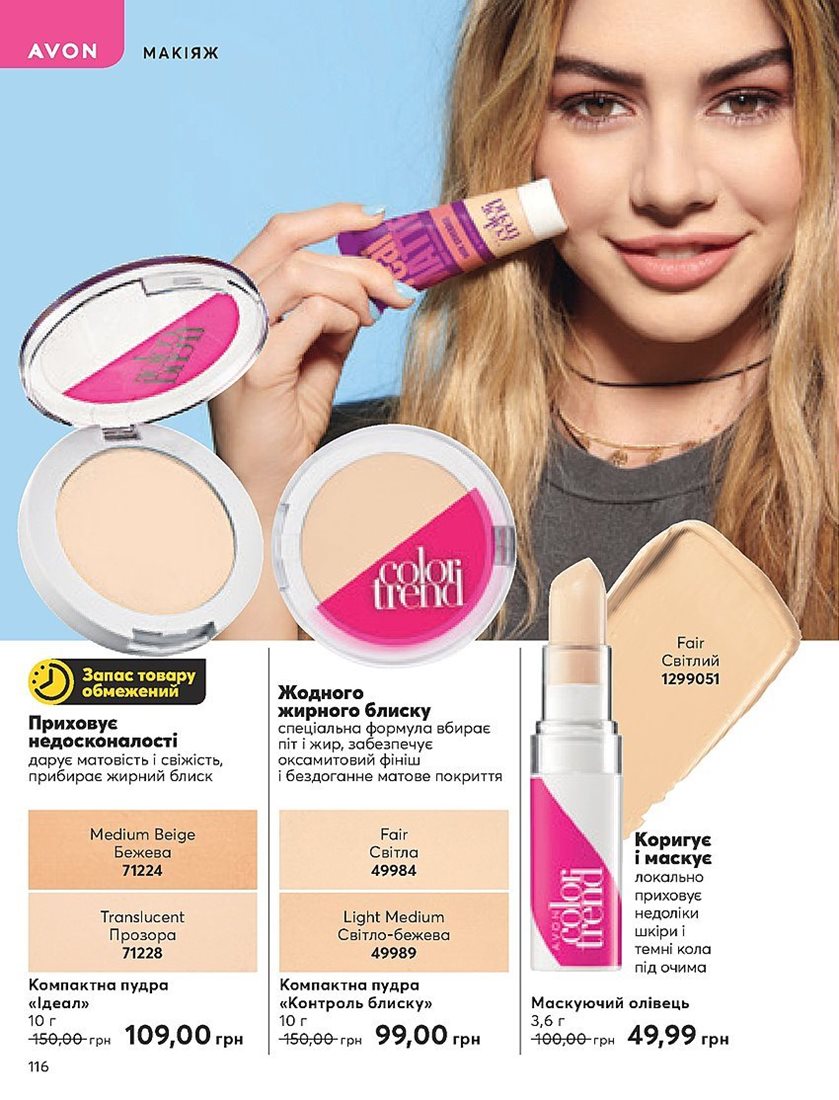 AVON
МАКІЯЖ
color
trend
color
trend
Запас товару
обмежений
Приховує
недосконалості
дарує матовість і свіжість,
прибирає жирний блиск
Medium Beige
Бежева
71224
Translucent
Прозора
71228
Компактна пудра
«Ідеал»
10 г
150,00 грн 109,00 грн
Жодного
жирного блиску
спеціальна формула вбирає
піт і жир, забезпечує
оксамитовий фініш
і бездоганне матове покриття
Fair
Світла
49984
Light Medium
Світло-бежева
49989
Компактна пудра
«Контроль блиску»
10 г
150,00 грн 99,00 грн
Fair
Світлий
1299051
AVON
color
trend
Коригує
і маскує
локально
приховує
недоліки
шкіри і
темні кола
під очима
Маскуючий олівець
3,6 г
100,00 грн 49,99 грн
116